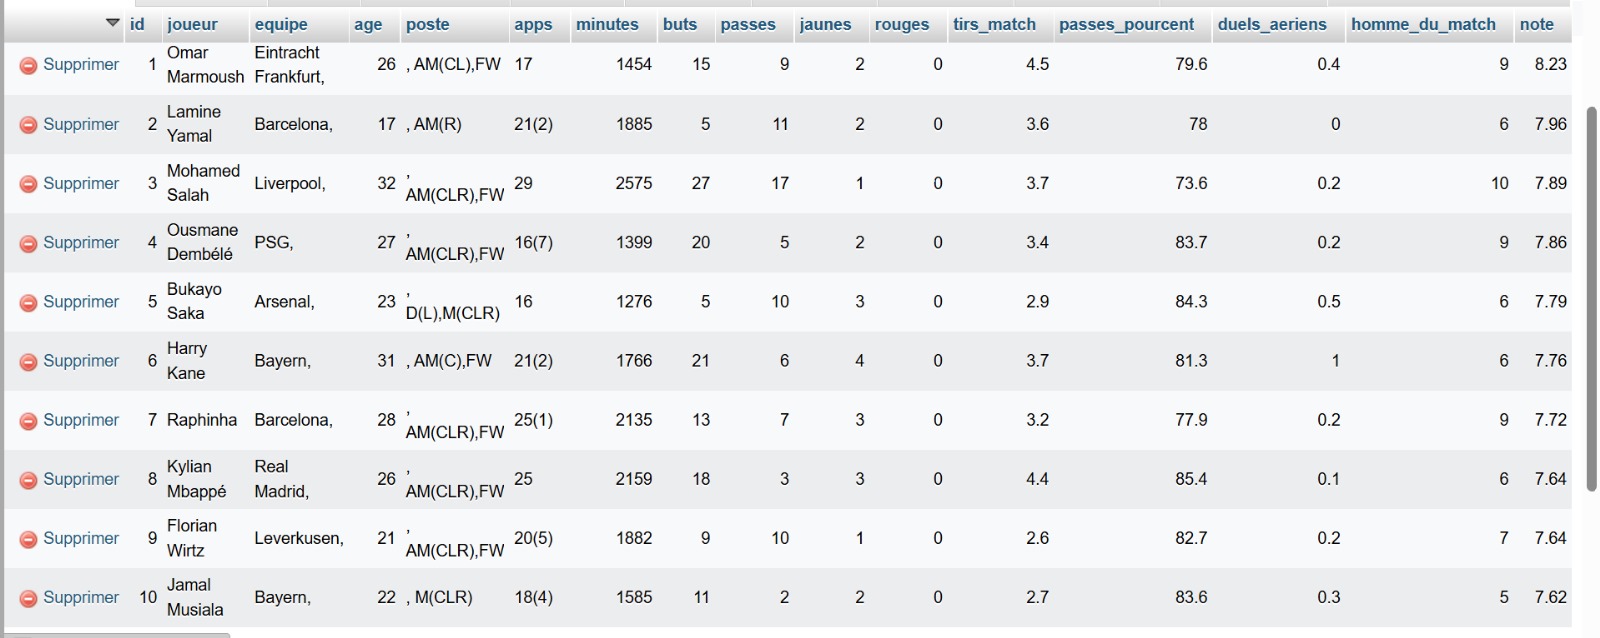 id joueur equipe age poste apps minutes buts passes jaunes rouges tirs_match passes_pourcent duels_aeriens homme_du_match note
Supprimer 1 Omar Marmoush Eintracht Frankfurt, 26 , AM(CL),FW 17 1454 15 9 2 0 4.5 79.6 0.4 9 8.23
Supprimer 2 Lamine Yamal Barcelona, 17 , AM(R) 21(2) 1885 5 11 2 0 3.6 78 0 6 7.96
Supprimer 3 Mohamed Salah Liverpool, 32 , AM(CLR),FW 29 2575 27 17 1 0 3.7 73.6 0.2 10 7.89
Supprimer 4 Ousmane Dembélé PSG, 27 , AM(CLR),FW 16(7) 1399 20 5 2 0 3.4 83.7 0.2 9 7.86
Supprimer 5 Bukayo Saka Arsenal, 23 , D(L),M(CLR) 16 1276 5 10 3 0 2.9 84.3 0.5 6 7.79
Supprimer 6 Harry Kane Bayern, 31 , AM(C),FW 21(2) 1766 21 6 4 0 3.7 81.3 1 6 7.76
Supprimer 7 Raphinha Barcelona, 28 , AM(CLR),FW 25(1) 2135 13 7 3 0 3.2 77.9 0.2 9 7.72
Supprimer 8 Kylian Mbappé Real Madrid, 26 , AM(CLR),FW 25 2159 18 3 3 0 4.4 85.4 0.1 6 7.64
Supprimer 9 Florian Wirtz Leverkusen, 21 , AM(CLR),FW 20(5) 1882 9 10 1 0 2.6 82.7 0.2 7 7.64
Supprimer 10 Jamal Musiala Bayern, 22 , M(CLR) 18(4) 1585 11 2 2 0 2.7 83.6 0.3 5 7.62